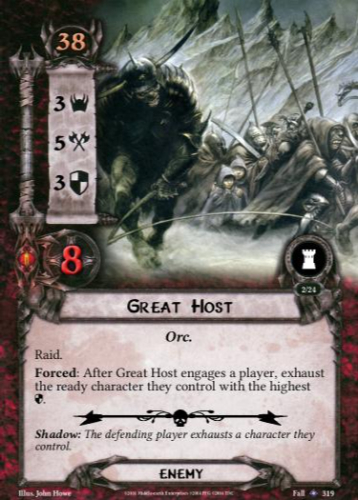 38
3
5
3
8
2/24
Great Host
Orc.
Raid.
Forced: After Great Host engages a player, exhaust
the ready character they control with the highest
.
Shadow: The defending player exhausts a character they
control.
ENEMY
Illus. John Howe
Fall
319